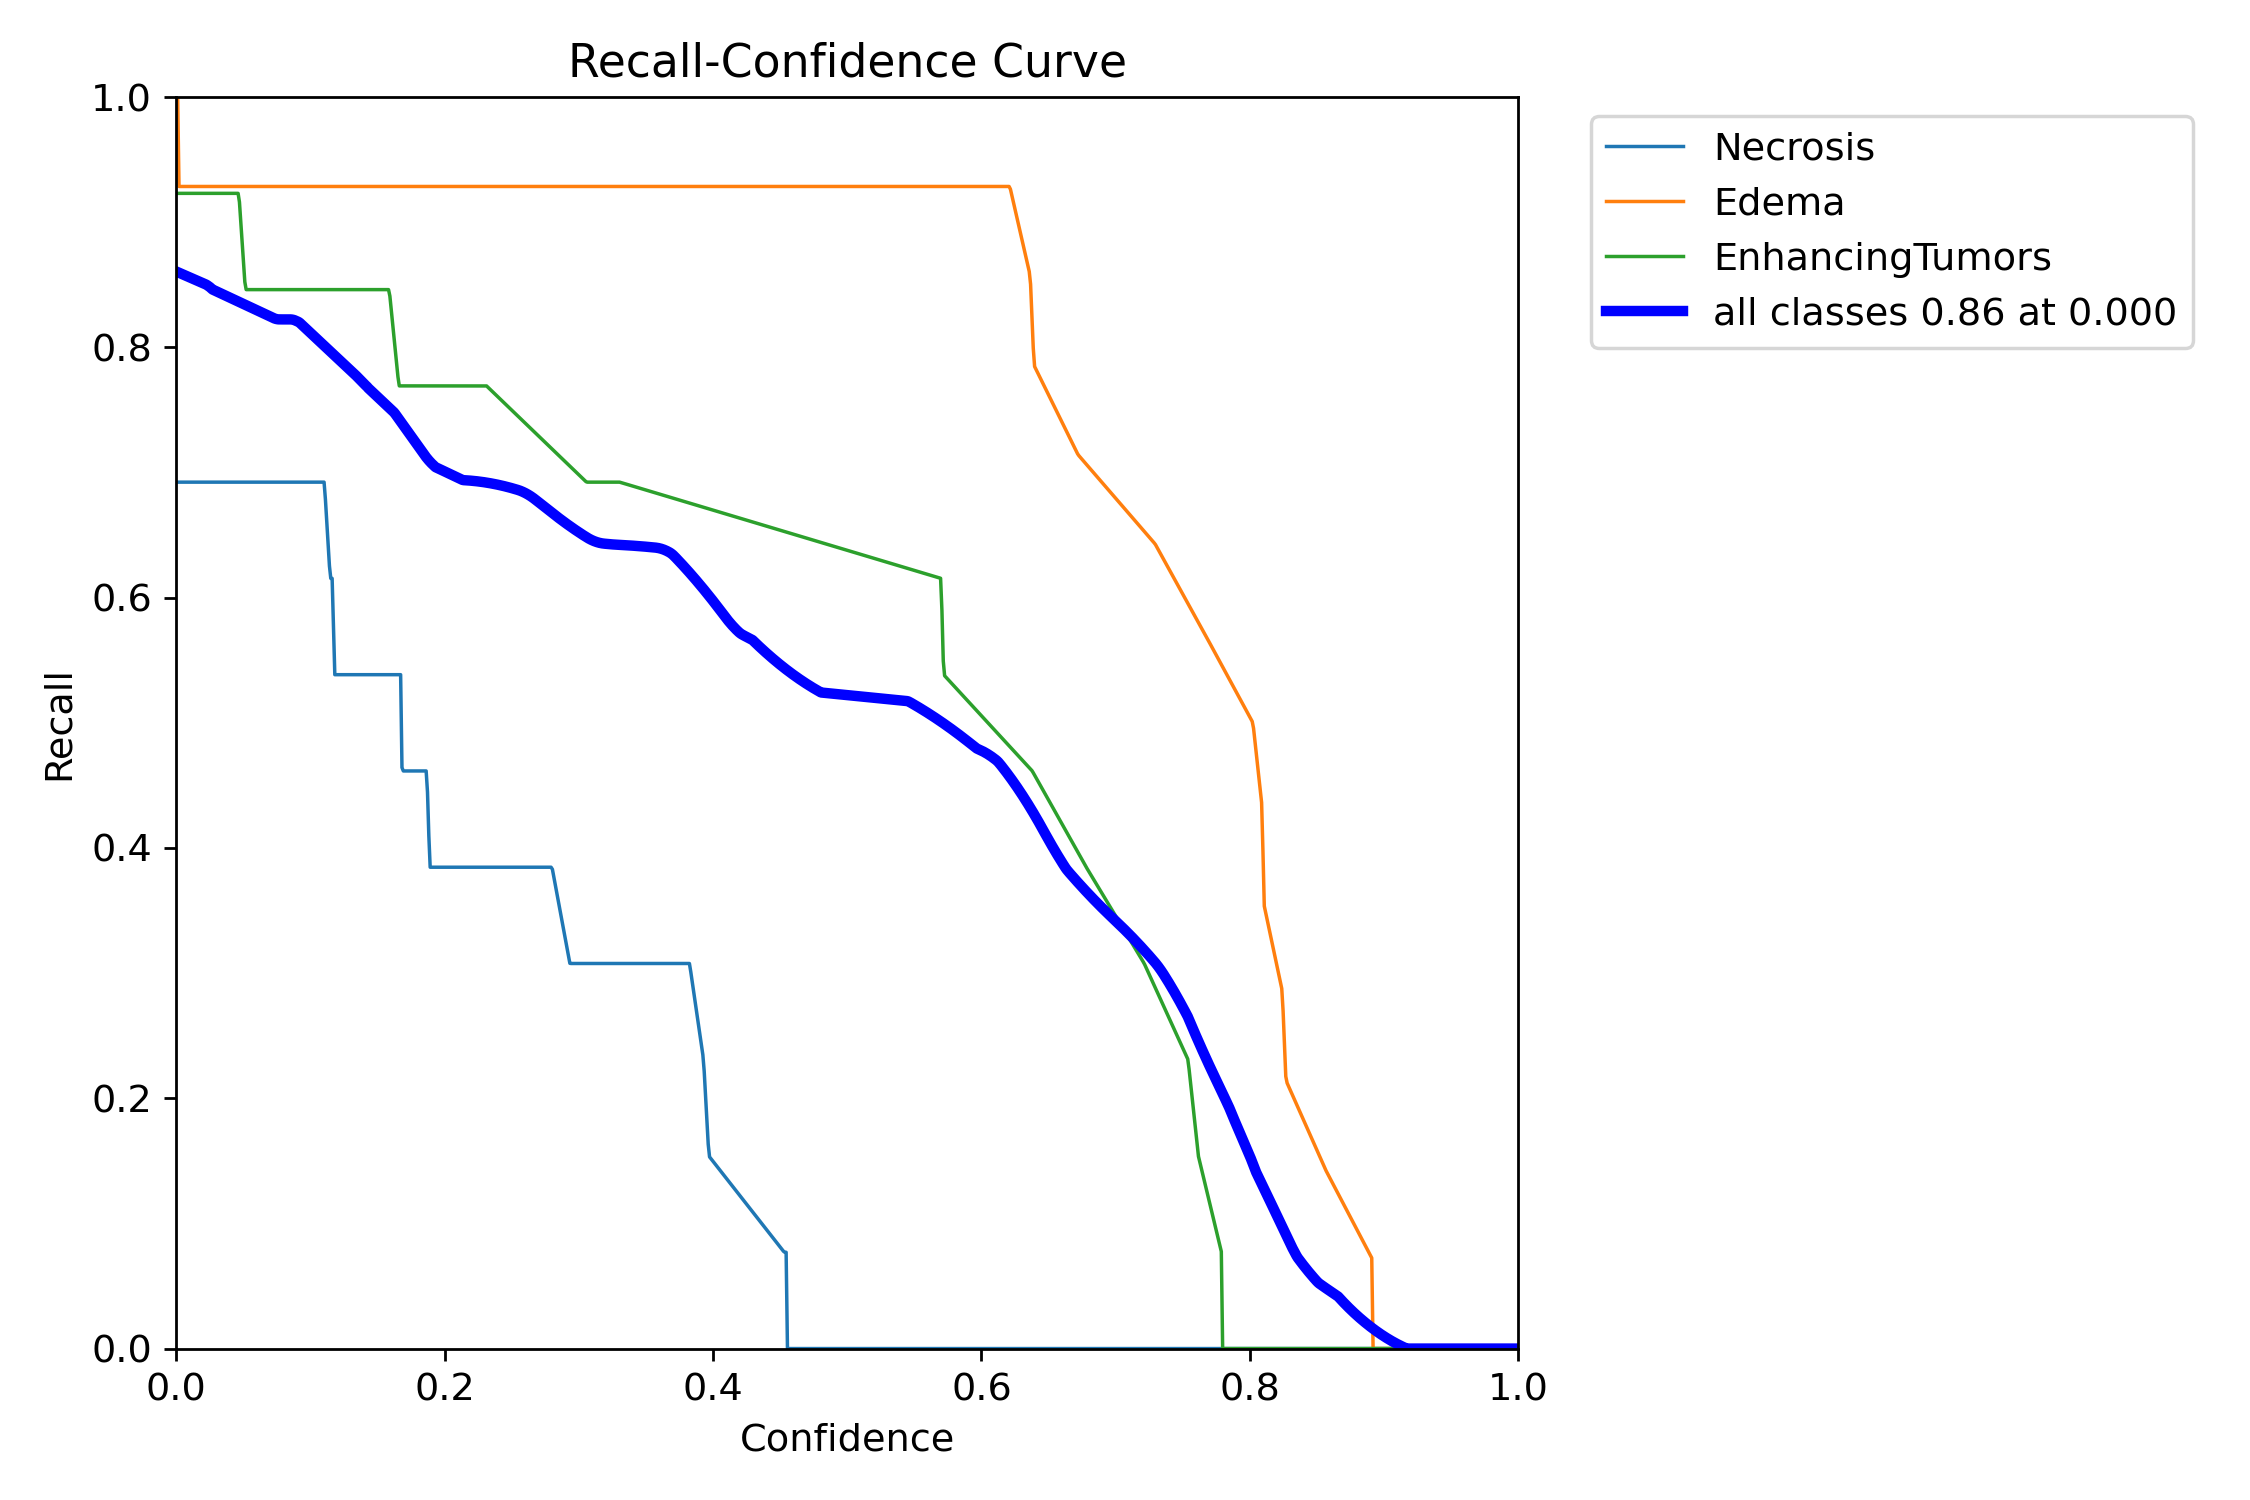 Recall-Confidence Curve
1.0
0.8
0.6
0.4
0.2
0.0
Recall
0.0 0.2 0.4 0.6 0.8 1.0
Confidence
Necrosis
Edema
EnhancingTumors
all classes 0.86 at 0.000